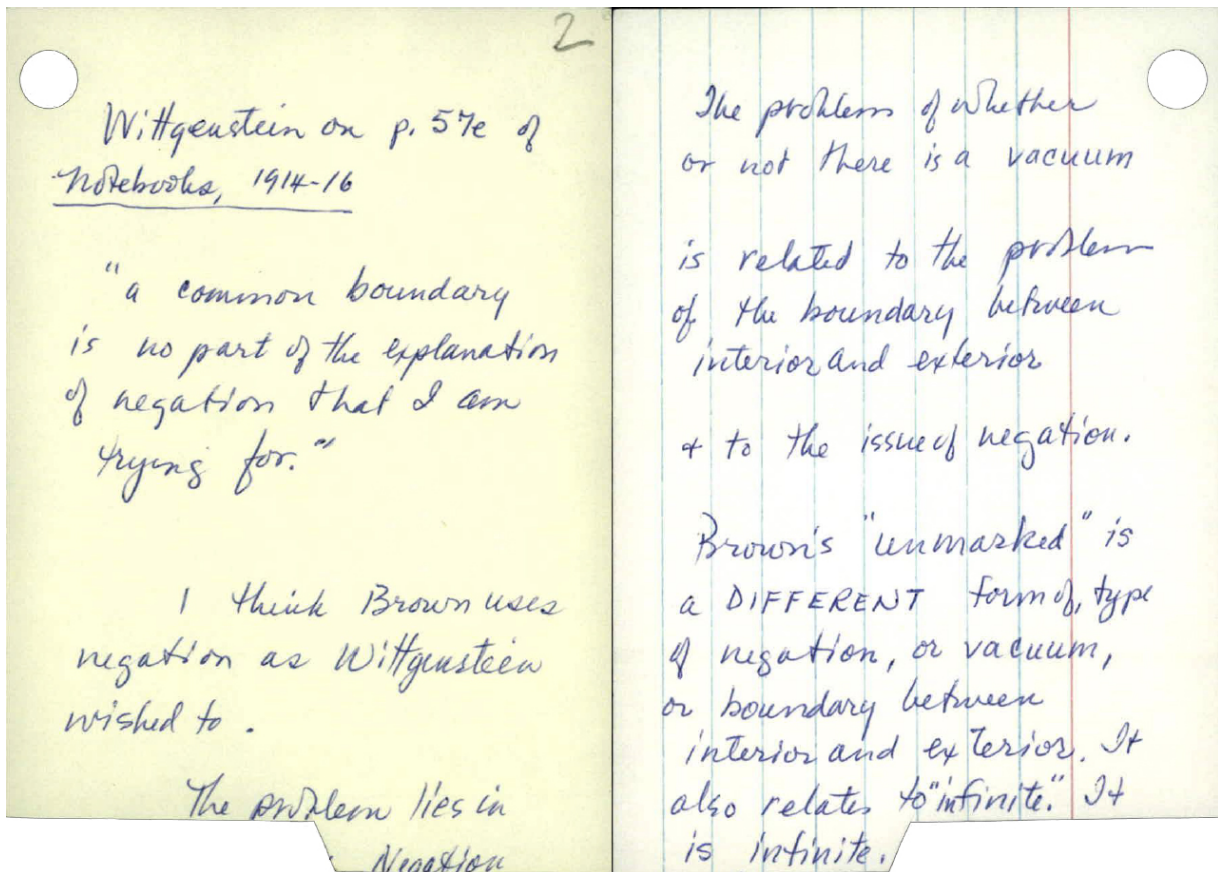 2
Wittgenstein on p. 57e of
Notebooks, 1914-16
"a common boundary
is no part of the explanation
of negation that I am
trying for."
I think Brown uses
negation as Wittgenstein
wished to.
The problem lies in
Negation
The problem of whether
or not there is a vacuum
is related to the problem
of the boundary between
interior and exterior
+ to the issue of negation.
Brown's "unmarked" is
a DIFFERENT form of, type
of negation, or vacuum,
or boundary between
interior and exterior. It
also relates to "infinite." It
is infinite.